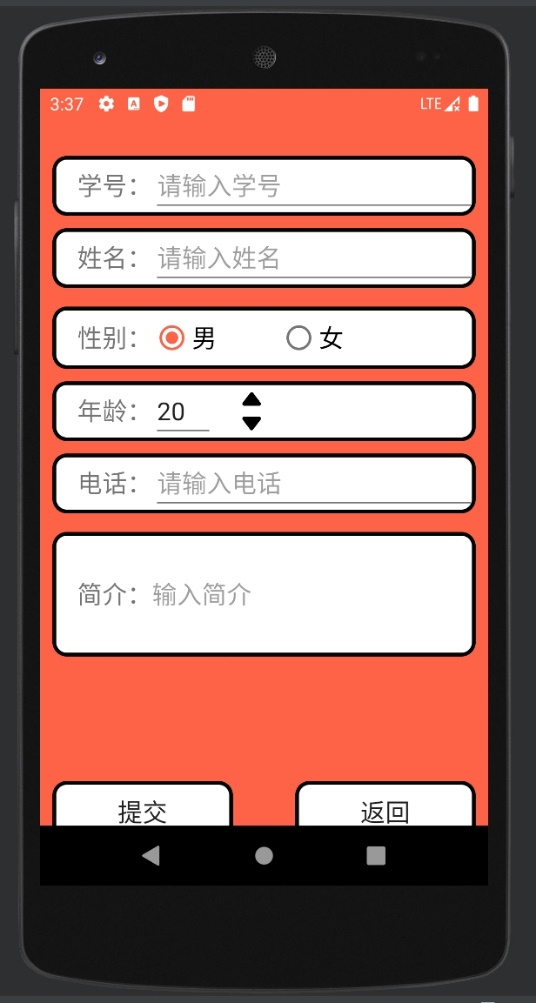 3:37 LTE
学号： 请输入学号
姓名： 请输入姓名
性别： 男 女
年龄： 20
电话： 请输入电话
简介： 输入简介
提交 返回